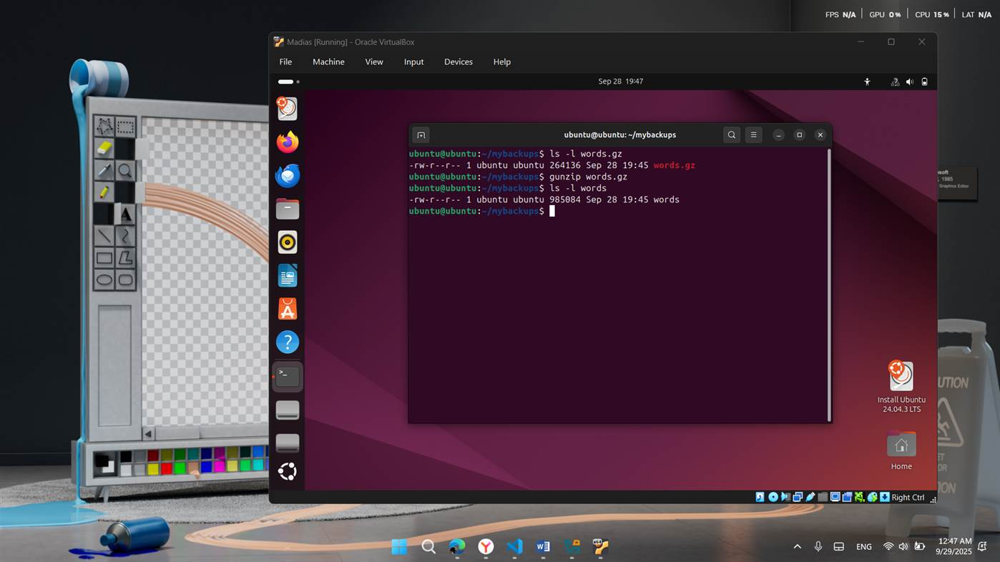 FPS N/A GPU 0% CPU 15% LAT N/A
Madias [Running] - Oracle VirtualBox
File Machine View Input Devices Help
Sep 28 19:47
ubuntu@ubuntu: ~/mybackups
ubuntu@ubuntu:~/mybackups$ ls -l words.gz
-rw-r--r-- 1 ubuntu ubuntu 264136 Sep 28 19:45 words.gz
ubuntu@ubuntu:~/mybackups$ gunzip words.gz
ubuntu@ubuntu:~/mybackups$ ls -l words
-rw-r--r-- 1 ubuntu ubuntu 985084 Sep 28 19:45 words
ubuntu@ubuntu:~/mybackups$
A
1985
Graphics Editor
>_
?
Install Ubuntu
24.04.3 LTS
Home
Right Ctrl
ENG
12:47 AM
9/29/2025